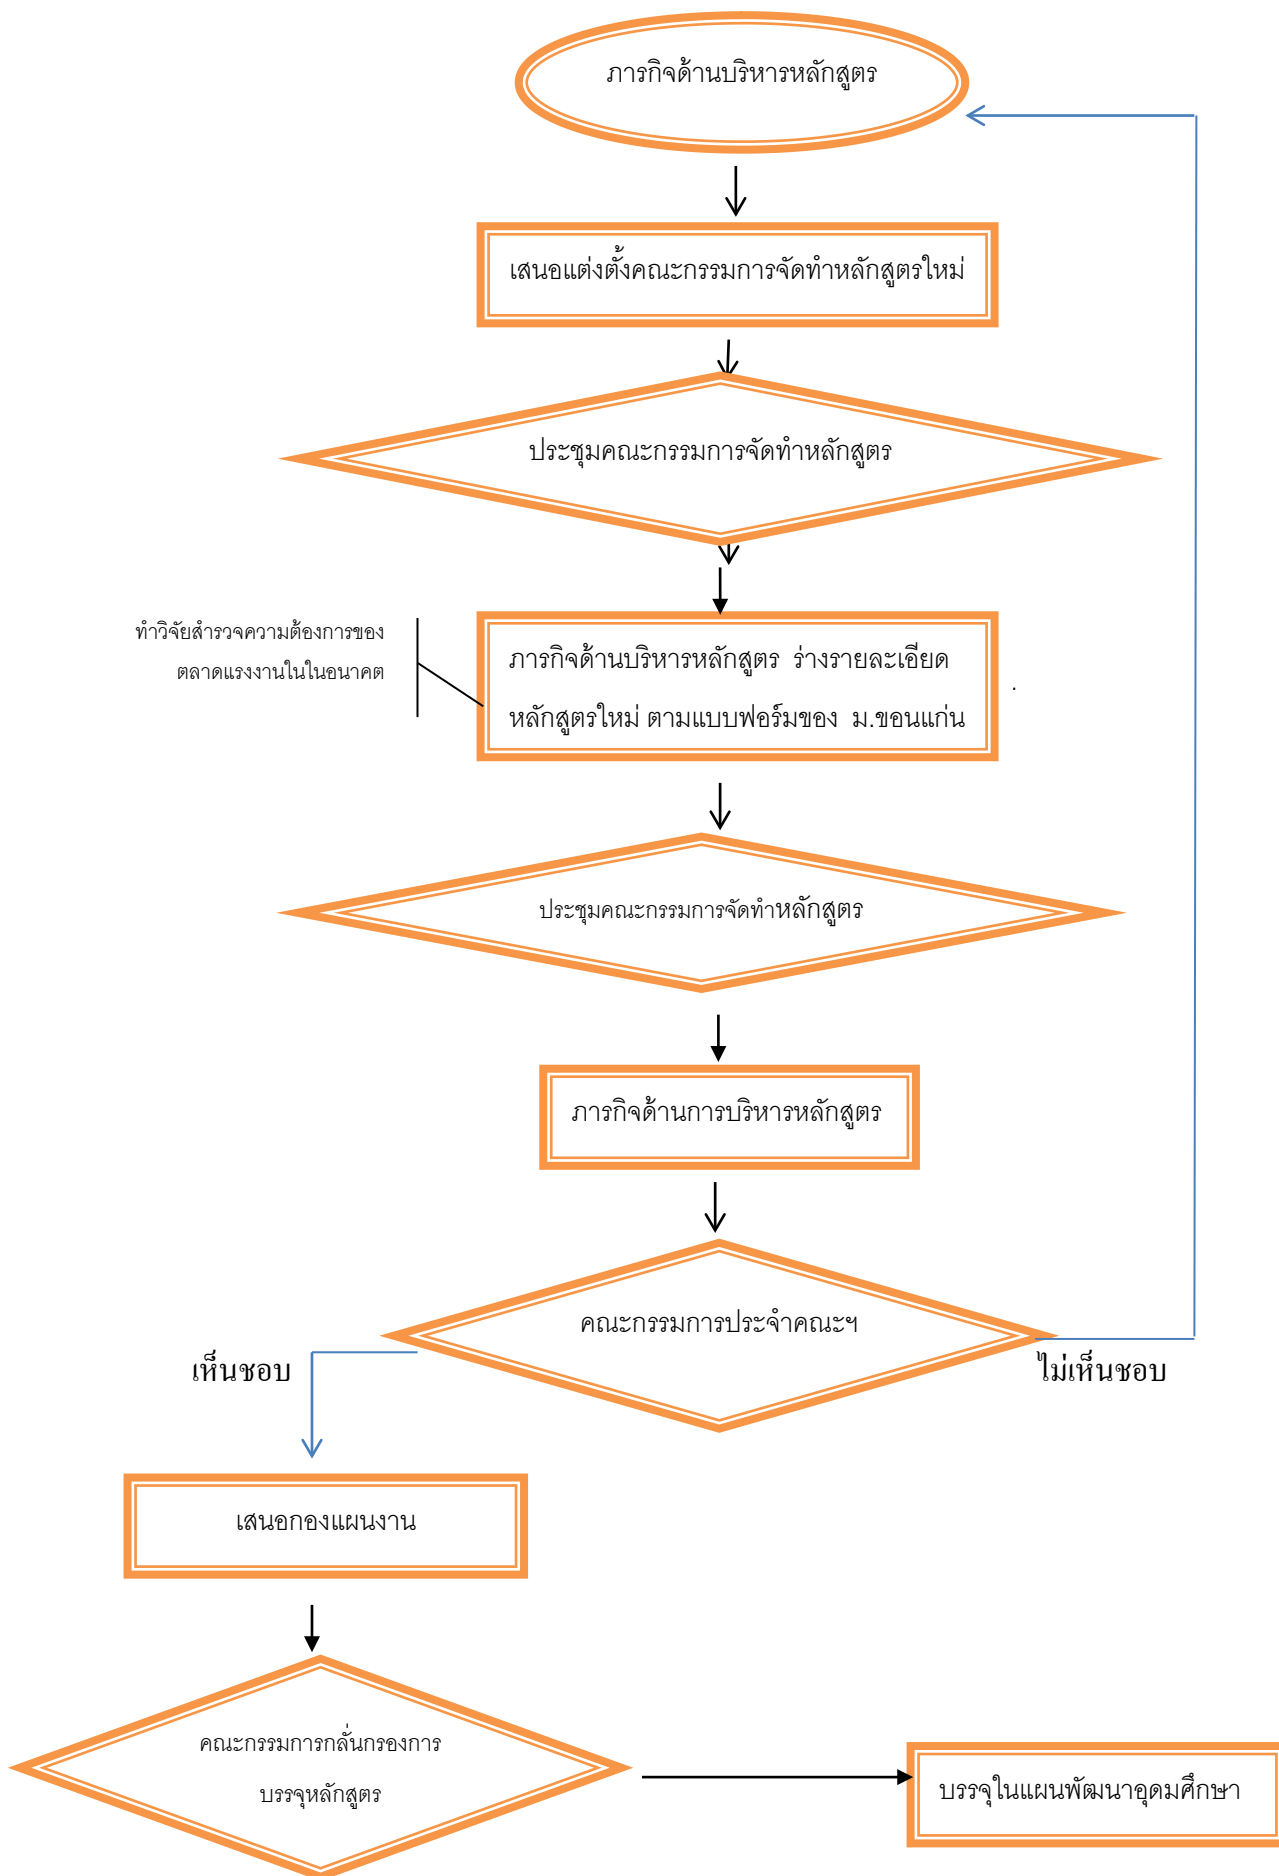 ภารกิจด้านบริหารหลักสูตร
เสนอแต่งตั้งคณะกรรมการจัดทำหลักสูตรใหม่
ประชุมคณะกรรมการจัดทำหลักสูตร
ทำวิจัยสำรวจความต้องการของ
ตลาดแรงงานในในอนาคต
ภารกิจด้านบริหารหลักสูตร ร่างรายละเอียด
หลักสูตรใหม่ ตามแบบฟอร์มของ ม.ขอนแก่น
.
ประชุมคณะกรรมการจัดทำหลักสูตร
ภารกิจด้านการบริหารหลักสูตร
คณะกรรมการประจำคณะฯ
เห็นชอบ
ไม่เห็นชอบ
เสนอกองแผนงาน
คณะกรรมการกลั่นกรองการ
บรรจุหลักสูตร
บรรจุในแผนพัฒนาอุดมศึกษา